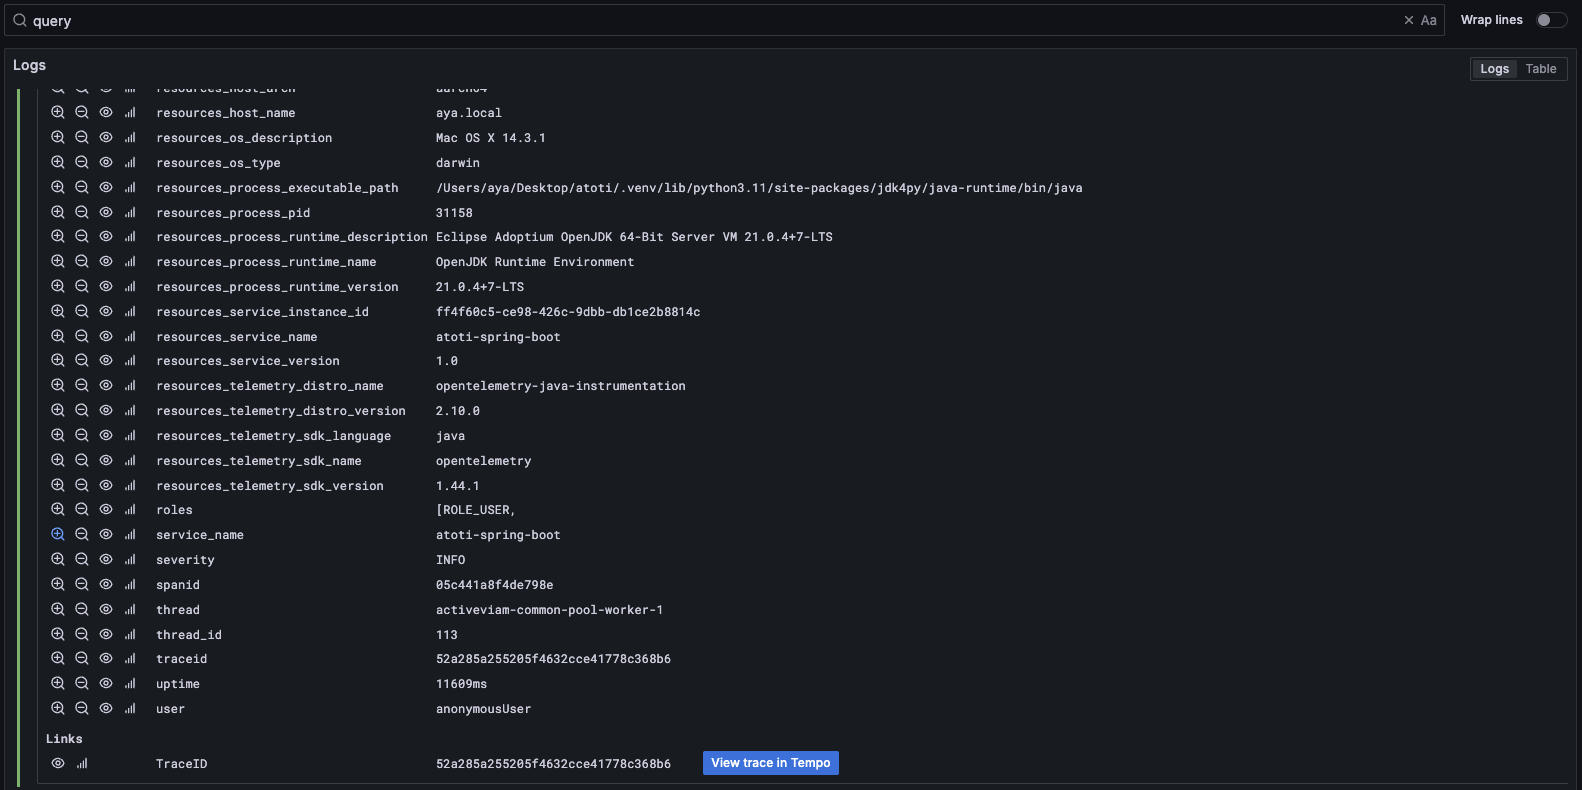 query
Aa
Wrap lines
Logs
Logs Table
resources_host_arch aarch64
resources_host_name aya.local
resources_os_description Mac OS X 14.3.1
resources_os_type darwin
resources_process_executable_path /Users/aya/Desktop/atoti/.venv/lib/python3.11/site-packages/jdk4py/java-runtime/bin/java
resources_process_pid 31158
resources_process_runtime_description Eclipse Adoptium OpenJDK 64-Bit Server VM 21.0.4+7-LTS
resources_process_runtime_name OpenJDK Runtime Environment
resources_process_runtime_version 21.0.4+7-LTS
resources_service_instance_id ff4f60c5-ce98-426c-9dbb-db1ce2b8814c
resources_service_name atoti-spring-boot
resources_service_version 1.0
resources_telemetry_distro_name opentelemetry-java-instrumentation
resources_telemetry_distro_version 2.10.0
resources_telemetry_sdk_language java
resources_telemetry_sdk_name opentelemetry
resources_telemetry_sdk_version 1.44.1
roles [ROLE_USER,
service_name atoti-spring-boot
severity INFO
spanid 05c441a8f4de798e
thread activeviam-common-pool-worker-1
thread_id 113
traceid 52a285a255205f4632cce41778c368b6
uptime 11609ms
user anonymousUser
Links
TraceID 52a285a255205f4632cce41778c368b6 View trace in Tempo